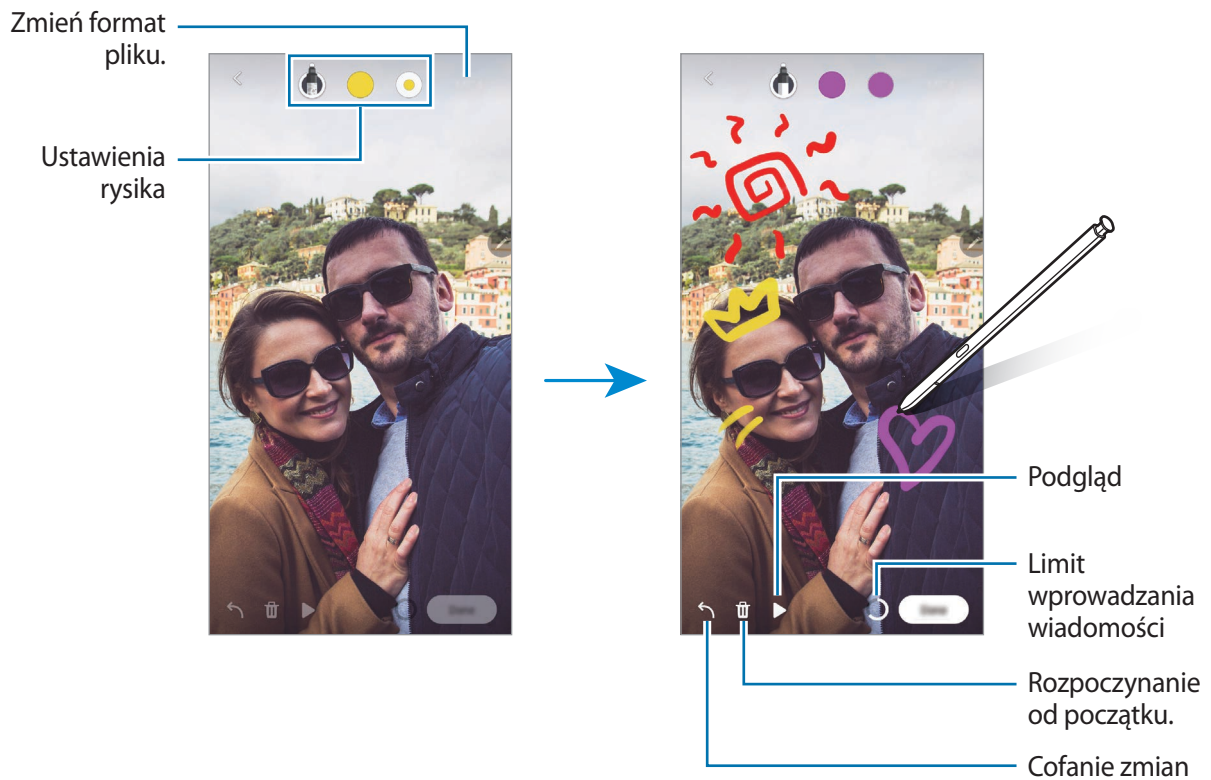 Zmień format
pliku.
Ustawienia
rysika
Podgląd
Limit
wprowadzania
wiadomości
Rozpoczynanie
od początku.
Cofanie zmian